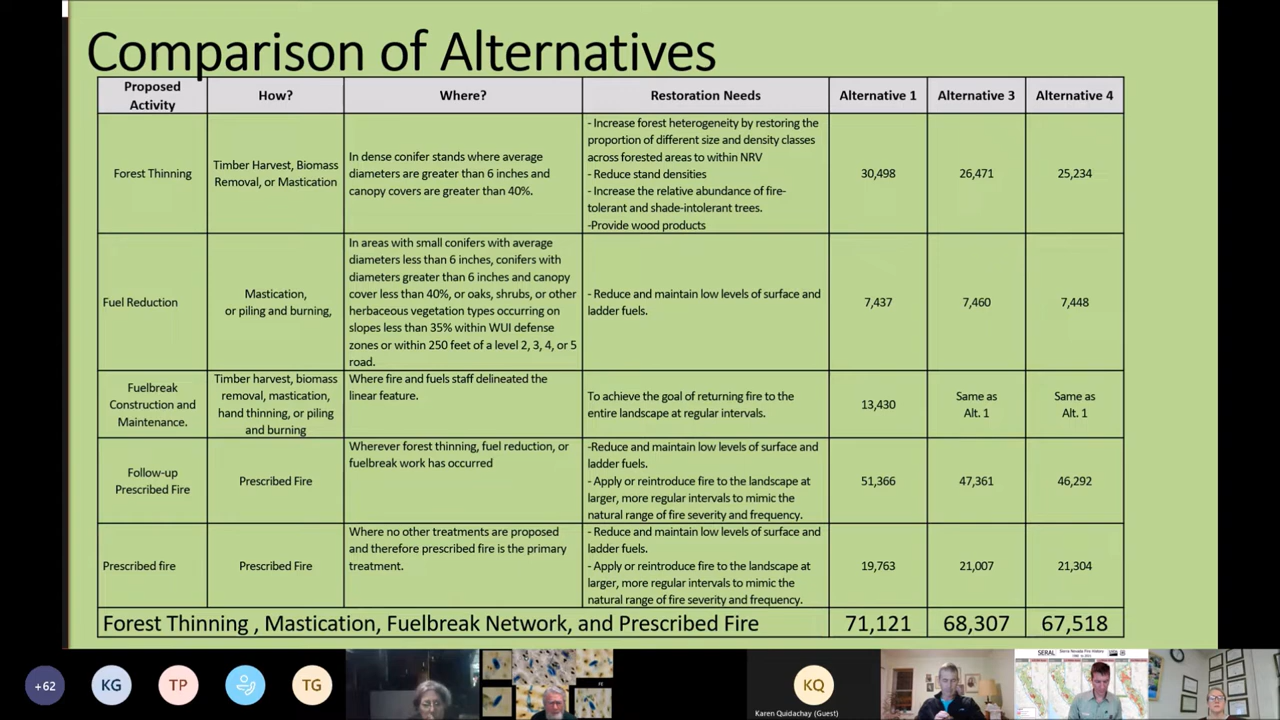 Comparison of Alternatives
Proposed
Activity
How?
Where?
Restoration Needs
Alternative 1
Alternative 3
Alternative 4
Forest Thinning
Timber Harvest, Biomass
Removal, or Mastication
In dense conifer stands where average
diameters are greater than 6 inches and
canopy covers are greater than 40%.
- Increase forest heterogeneity by restoring the
proportion of different size and density classes
across forested areas to within NRV
- Reduce stand densities
- Increase the relative abundance of fire-
tolerant and shade-intolerant trees.
-Provide wood products
30,498
26,471
25,234
Fuel Reduction
Mastication,
or piling and burning,
In areas with small conifers with average
diameters less than 6 inches, conifers with
diameters greater than 6 inches and canopy
cover less than 40%, or oaks, shrubs, or other
herbaceous vegetation types occurring on
slopes less than 35% within WUI defense
zones or within 250 feet of a level 2, 3, 4, or 5
road.
- Reduce and maintain low levels of surface and
ladder fuels.
7,437
7,460
7,448
Fuelbreak
Construction and
Maintenance.
Timber harvest, biomass
removal, mastication,
hand thinning, or piling
and burning
Where fire and fuels staff delineated the
linear feature.
To achieve the goal of returning fire to the
entire landscape at regular intervals.
13,430
Same as
Alt. 1
Same as
Alt. 1
Follow-up
Prescribed Fire
Prescribed Fire
Wherever forest thinning, fuel reduction, or
fuelbreak work has occurred
-Reduce and maintain low levels of surface and
ladder fuels.
- Apply or reintroduce fire to the landscape at
larger, more regular intervals to mimic the
natural range of fire severity and frequency.
51,366
47,361
46,292
Prescribed fire
Prescribed Fire
Where no other treatments are proposed
and therefore prescribed fire is the primary
treatment.
- Reduce and maintain low levels of surface and
ladder fuels.
- Apply or reintroduce fire to the landscape at
larger, more regular intervals to mimic the
natural range of fire severity and frequency.
19,763
21,007
21,304
Forest Thinning , Mastication, Fuelbreak Network, and Prescribed Fire
71,121
68,307
67,518
+62
KG
TP
TG
KQ
Karen Quidachay (Guest)
SERAL